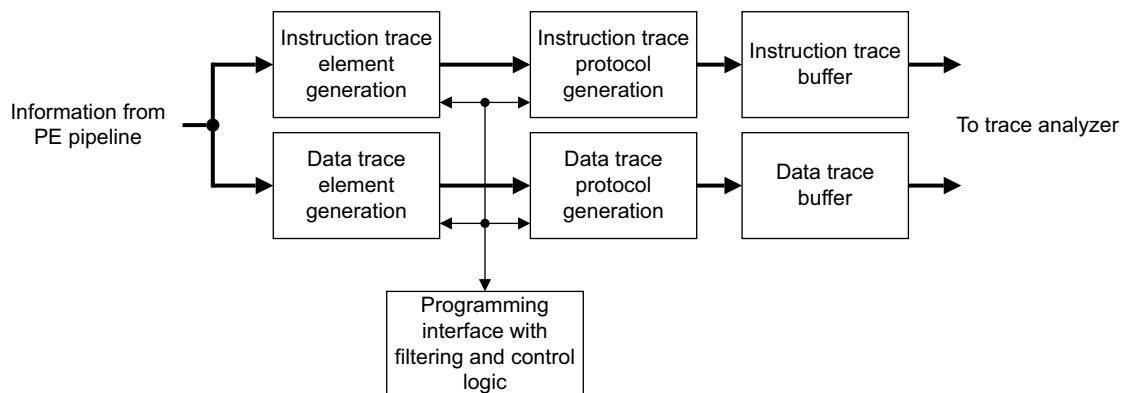 Information from
PE pipeline
Instruction trace
element
generation
Instruction trace
protocol
generation
Instruction trace
buffer
Data trace
element
generation
Data trace
protocol
generation
Data trace
buffer
To trace analyzer
Programming
interface with
filtering and control
logic